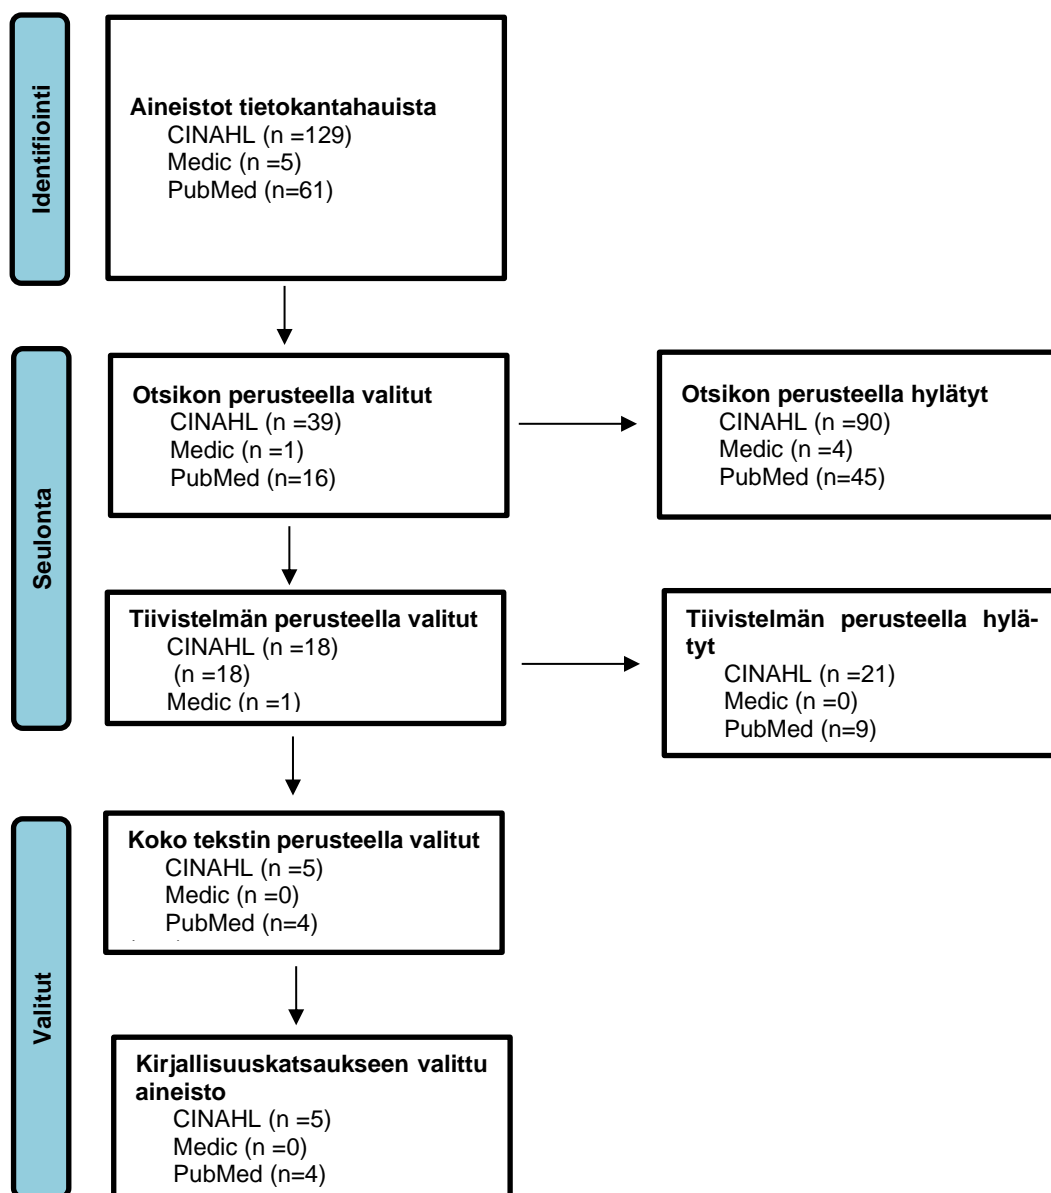 Identifiointi
Aineistot tietokantahauista
CINAHL (n =129)
Medic (n =5)
PubMed (n=61)
Seulonta
Otsikon perusteella valitut
CINAHL (n =39)
Medic (n =1)
PubMed (n=16)
Otsikon perusteella hylätyt
CINAHL (n =90)
Medic (n =4)
PubMed (n=45)
Tiivistelmän perusteella valitut
CINAHL (n =18)
(n =18)
Medic (n =1)
Tiivistelmän perusteella hylä-
tyt
CINAHL (n =21)
Medic (n =0)
PubMed (n=9)
Valitut
Koko tekstin perusteella valitut
CINAHL (n =5)
Medic (n =0)
PubMed (n=4)
Kirjallisuuskatsaukseen valittu
aineisto
CINAHL (n =5)
Medic (n =0)
PubMed (n=4)